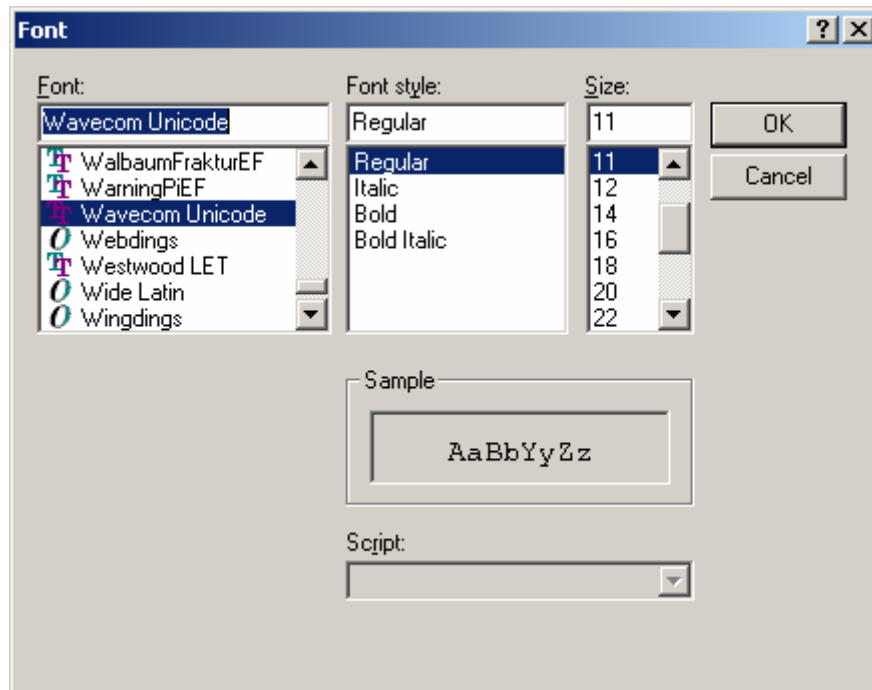 Font
Font:
Font style:
Size:
Wavecom Unicode
Regular
11
OK
WalbaumFrakturEF
WarningPiEF
Wavecom Unicode
Webdings
Westwood LET
Wide Latin
Wingdings
Regular
Italic
Bold
Bold Italic
11
12
14
16
18
20
22
Cancel
Sample
AaBbYyZz
Script: